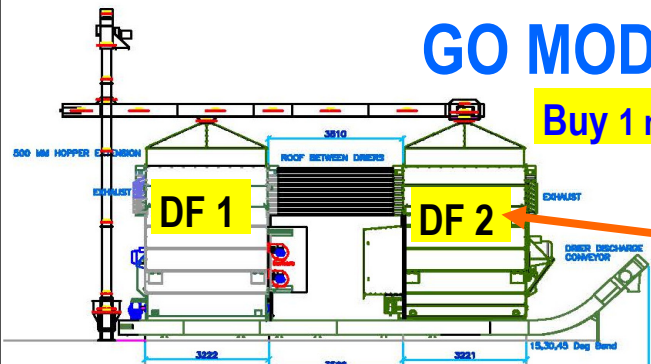 GO MOD
Buy 1
3810
500 MM HOPPER EXTENSION
ROOF BETWEEN DRIERS
EXHAUST
DF 1
DF 2
EXHAUST
DRIER DISCHARGE
CONVEYOR
15,30,45 Deg Bend
3222
3221